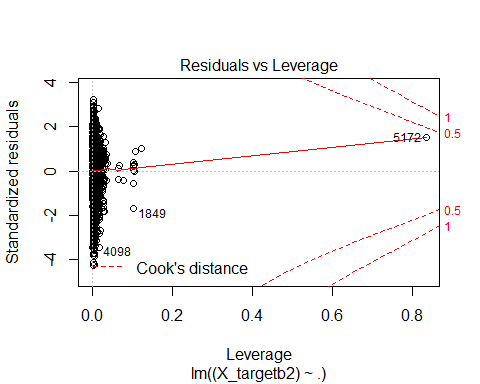 Residuals vs Leverage
Standardized residuals
4
2
0
-2
-4
5172
1849
4098
1
0.5
0.5
1
Cook's distance
0.0 0.2 0.4 0.6 0.8
Leverage
lm((X_targetb2) ~ .)